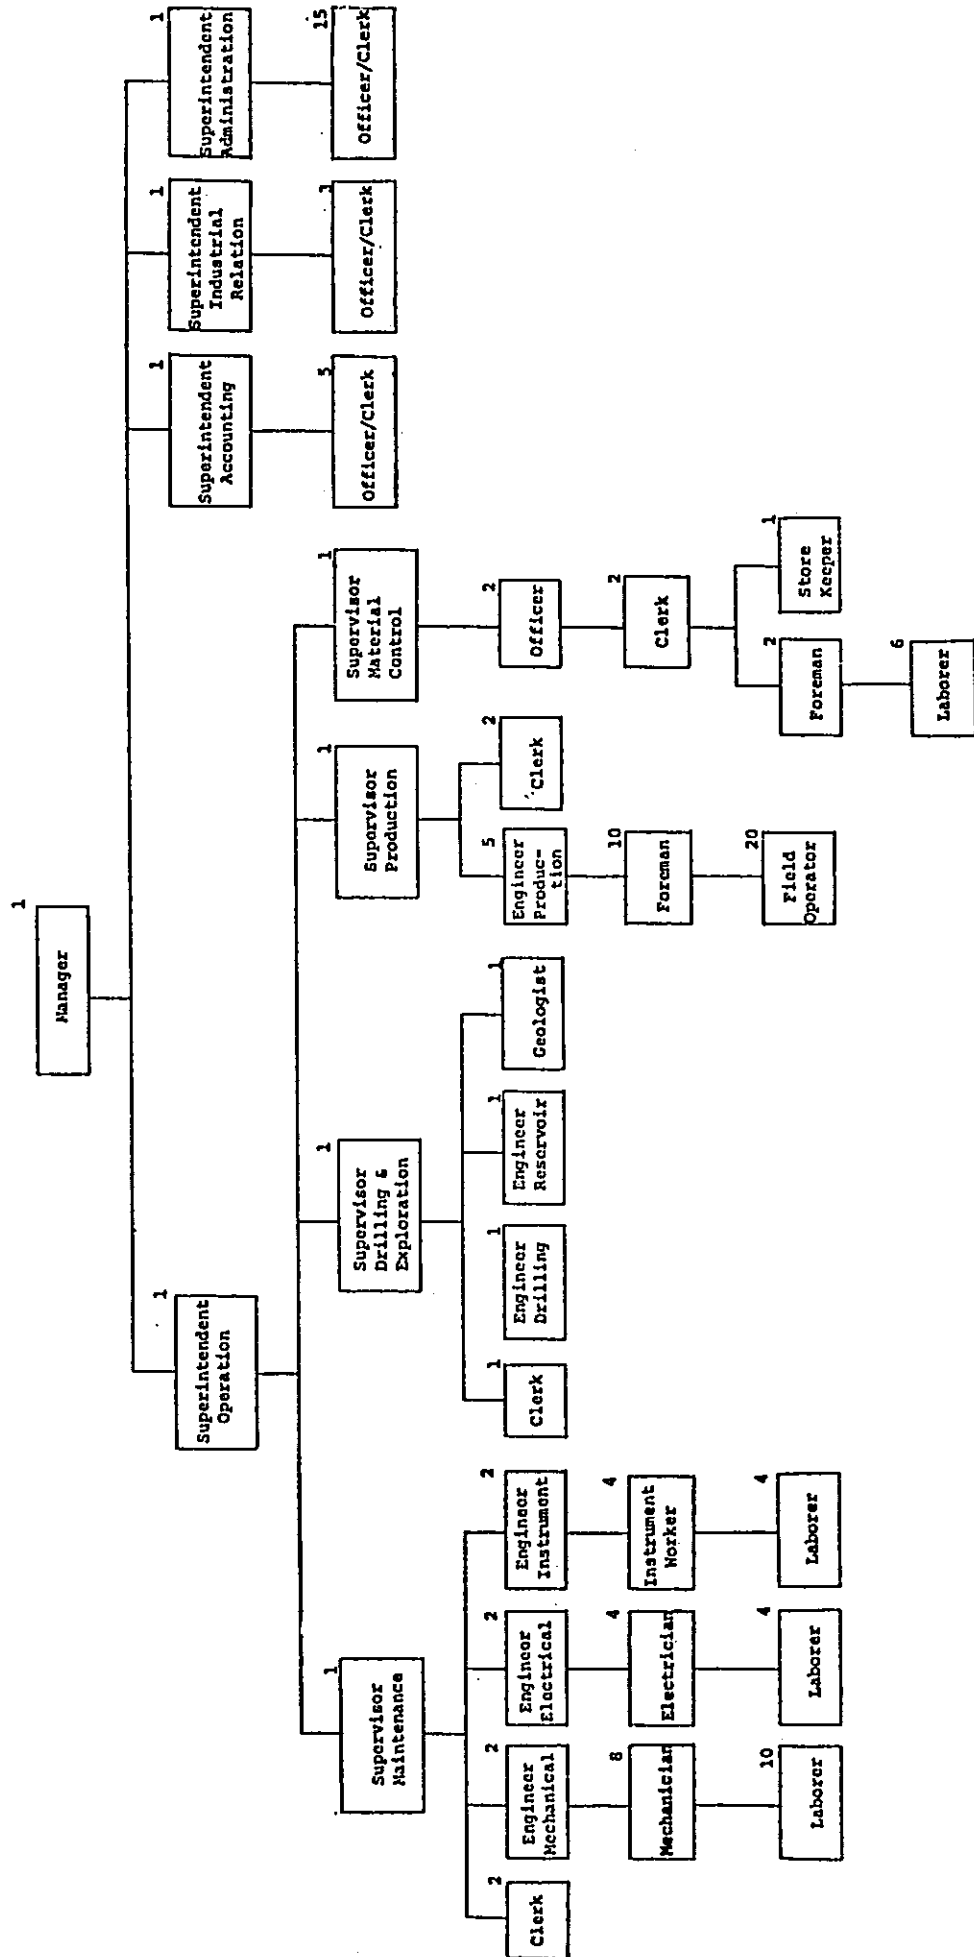 1
Manager
1
Superintendent
Operation
1
Superintendent
Accounting
1
Superintendent
Industrial
Relation
1
Superintendent
Administration
1
Supervisor
Maintenance
1
Supervisor
Drilling &
Exploration
1
Supervisor
Production
1
Supervisor
Material
Control
5
Officer/Clerk
3
Officer/Clerk
15
Officer/Clerk
2
Clerk
2
Engineer
Mechanical
2
Engineer
Electrical
2
Engineer
Instrument
1
Clerk
1
Engineer
Drilling
1
Engineer
Reservoir
1
Geologist
5
Engineer
Produc-
tion
2
Clerk
2
Officer
8
Mechanician
4
Electrician
4
Instrument
Worker
10
Foreman
2
Clerk
10
Laborer
4
Laborer
4
Laborer
20
Field
Operator
2
Foreman
1
Store
Keeper
6
Laborer